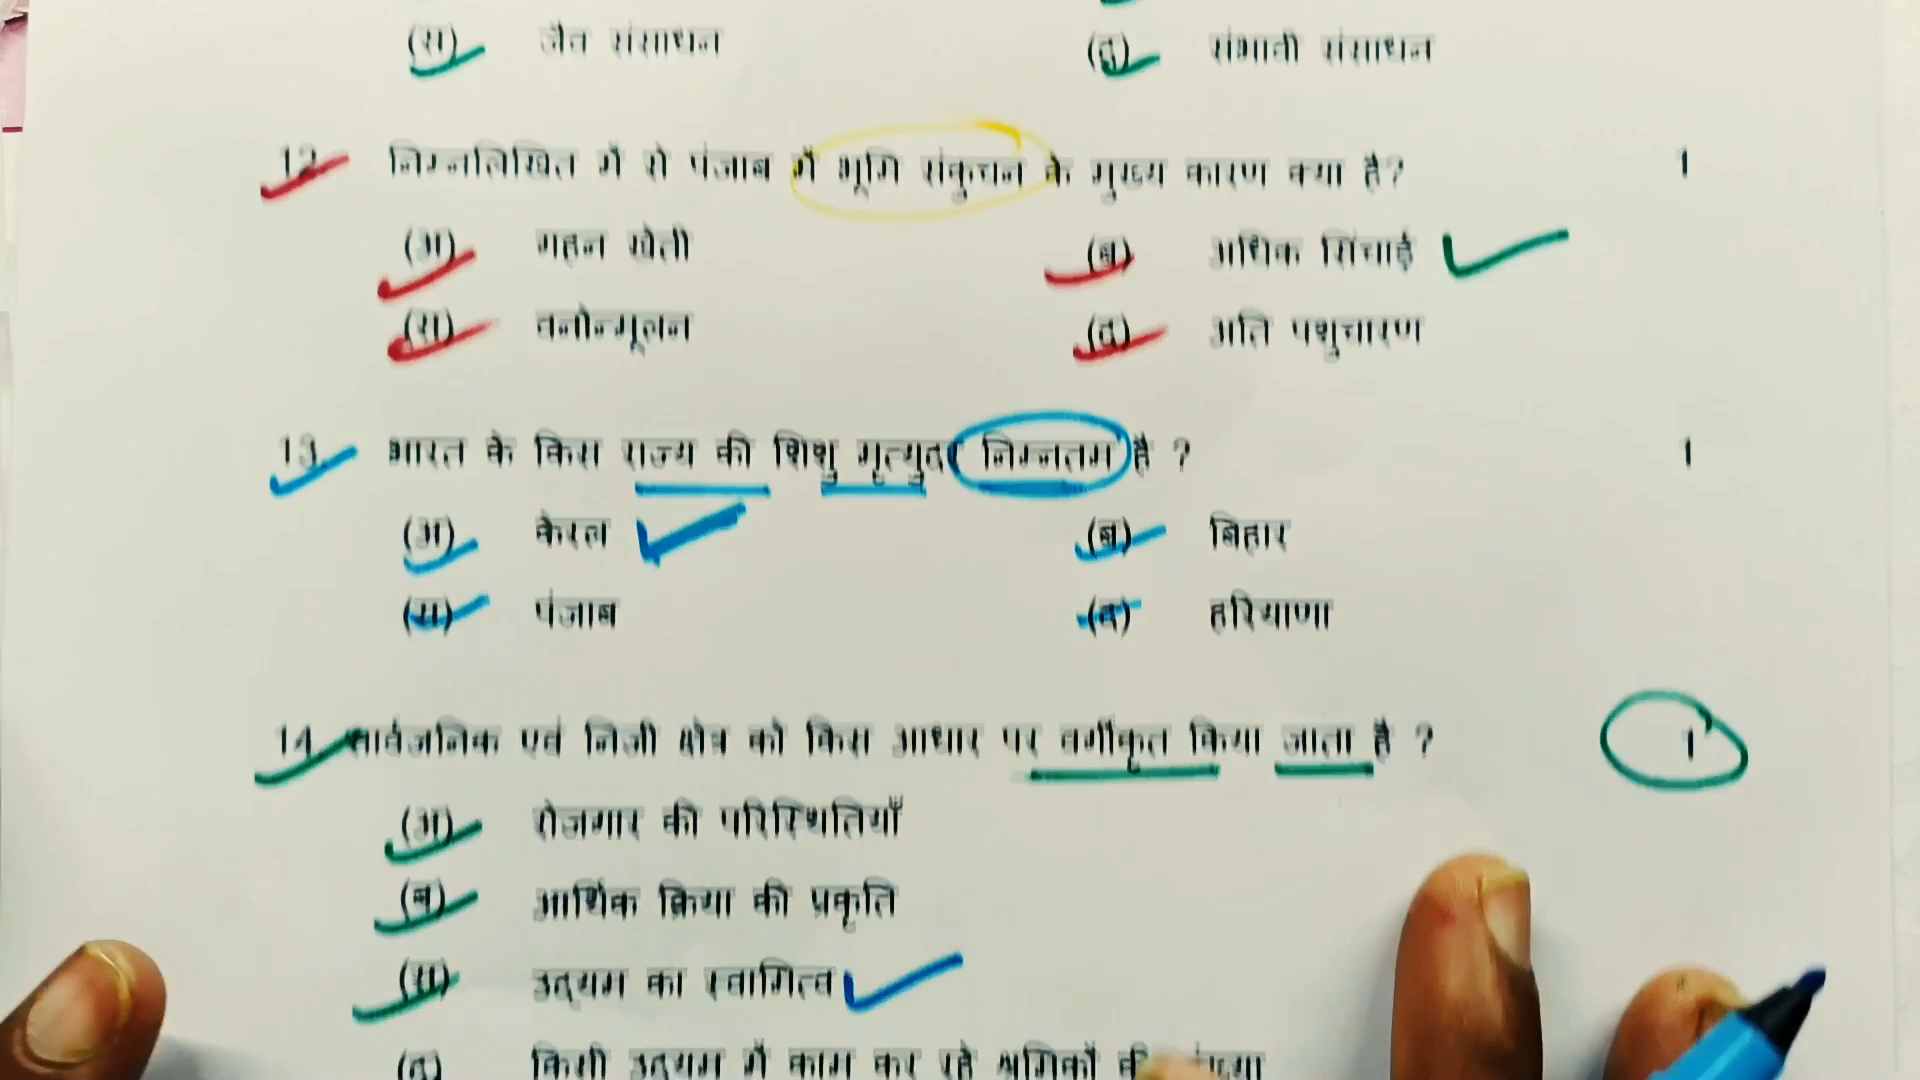 (स) जैव संसाधन (द) संभावी संसाधन
12. निम्नलिखित में से पंजाब में भूमि संकुचन के मुख्य कारण क्या है? 1
(अ) गहन खेती (ब) अधिक सिंचाई
(स) वनोन्मूलन (द) अति पशुचारण
13. भारत के किस राज्य की शिशु मृत्युदर निम्नतम है ? 1
(अ) केरल (ब) बिहार
(स) पंजाब (द) हरियाणा
14. सार्वजनिक एवं निजी क्षेत्र को किस आधार पर वर्गीकृत किया जाता है ? 1
(अ) रोजगार की परिस्थितियाँ
(ब) आर्थिक क्रिया की प्रकृति
(स) उद्यम का स्वामित्व
(द) किसी उद्यम में काम कर रहे श्रमिकों की